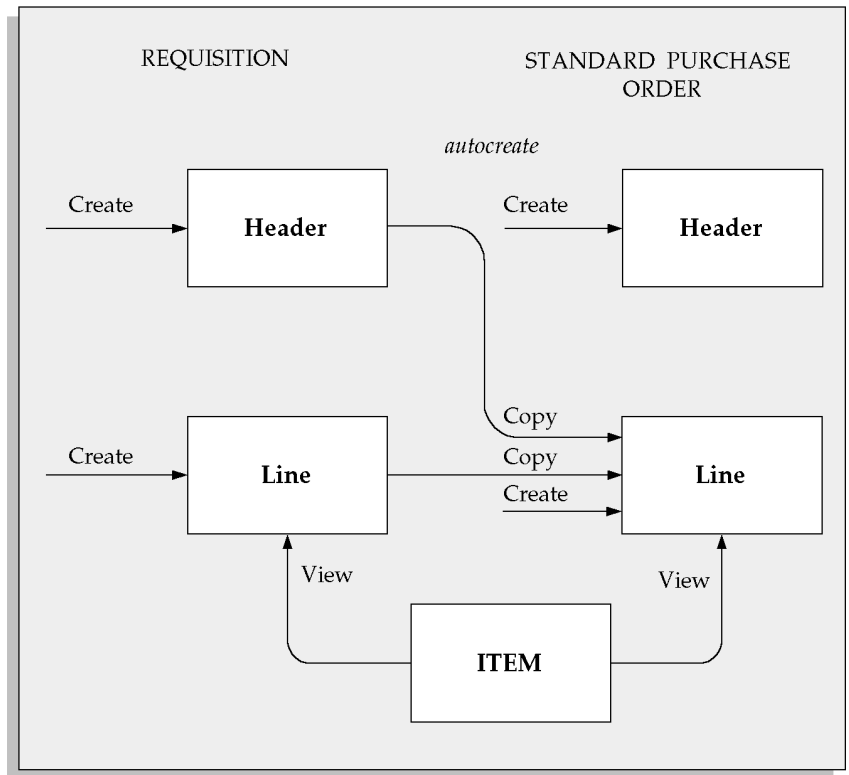 REQUISITION
STANDARD PURCHASE
ORDER
autocreate
Create
Header
Create
Header
Copy
Create
Line
Copy
Create
Line
View
View
ITEM